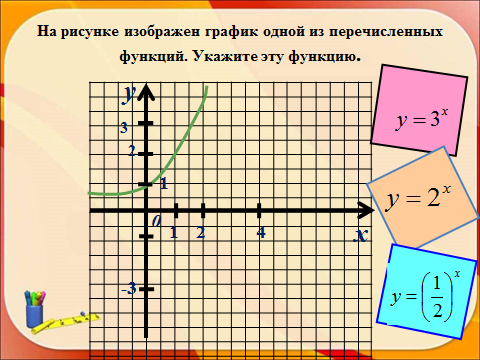 На рисунке изображен график одной из перечисленных
функций. Укажите эту функцию.
y
3
2
1
0
1 2 4
x
-3
y = 3^x
y = 2^x
y = (1/2)^x